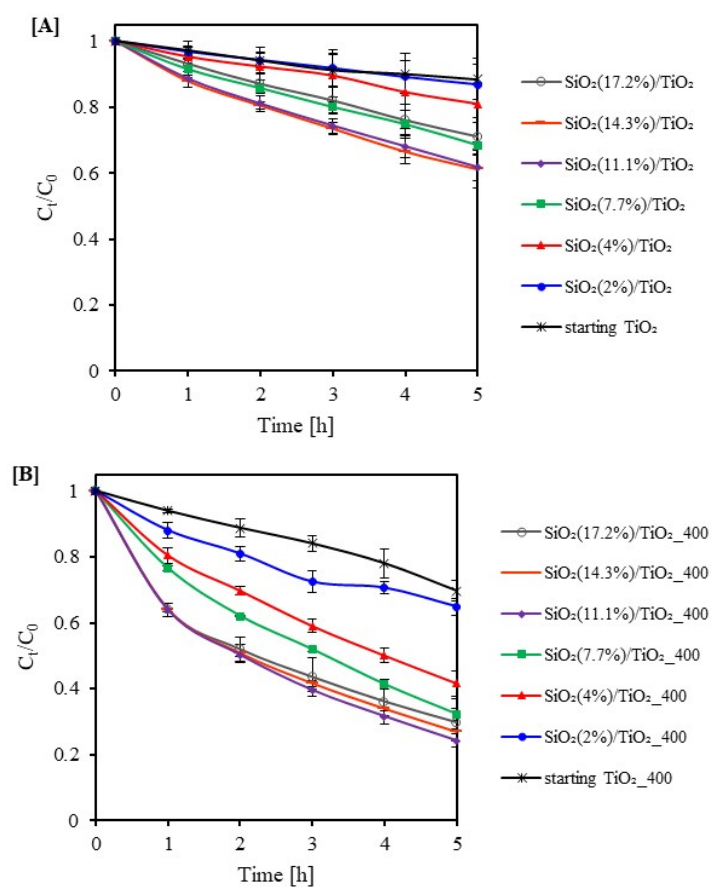 [A]
1
0.8
0.6
0.4
0.2
0
Cₜ/C₀
0 1 2 3 4 5
Time [h]
SiO₂(17.2%)/TiO₂
SiO₂(14.3%)/TiO₂
SiO₂(11.1%)/TiO₂
SiO₂(7.7%)/TiO₂
SiO₂(4%)/TiO₂
SiO₂(2%)/TiO₂
starting TiO₂
[B]
1
0.8
0.6
0.4
0.2
0
Cₜ/C₀
0 1 2 3 4 5
Time [h]
SiO₂(17.2%)/TiO₂_400
SiO₂(14.3%)/TiO₂_400
SiO₂(11.1%)/TiO₂_400
SiO₂(7.7%)/TiO₂_400
SiO₂(4%)/TiO₂_400
SiO₂(2%)/TiO₂_400
starting TiO₂_400